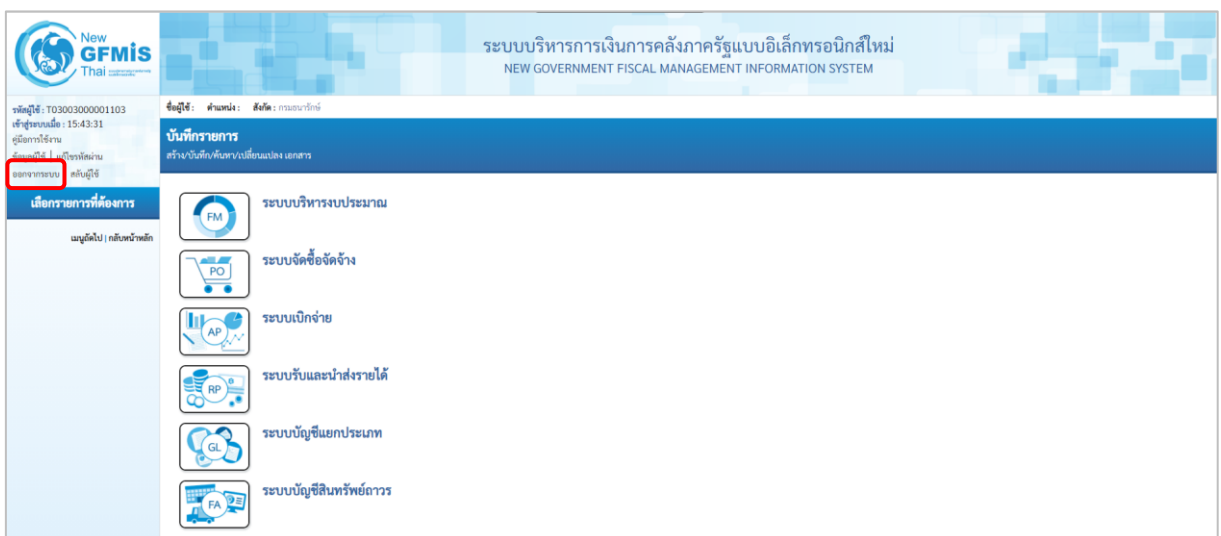 New
GFMiS
Thai
ระบบบริหารการเงินการคลังภาครัฐแบบอิเล็กทรอนิกส์ใหม่
NEW GOVERNMENT FISCAL MANAGEMENT INFORMATION SYSTEM
รหัสผู้ใช้ : T03003000001103
เข้าสู่ระบบเมื่อ : 15:43:31
คู่มือการใช้งาน
ข้อมูลผู้ใช้ | แก้ไขรหัสผ่าน
ออกจากระบบ สลับผู้ใช้
เลือกรายการที่ต้องการ
เมนูถัดไป | กลับหน้าหลัก
ชื่อผู้ใช้ : ตำแหน่ง : สังกัด : กรมธนารักษ์
บันทึกรายการ
สร้าง/บันทึก/ค้นหา/เปลี่ยนแปลง เอกสาร
FM ระบบบริหารงบประมาณ
PO ระบบจัดซื้อจัดจ้าง
AP ระบบเบิกจ่าย
RP ระบบรับและนำส่งรายได้
GL ระบบบัญชีแยกประเภท
FA ระบบบัญชีสินทรัพย์ถาวร